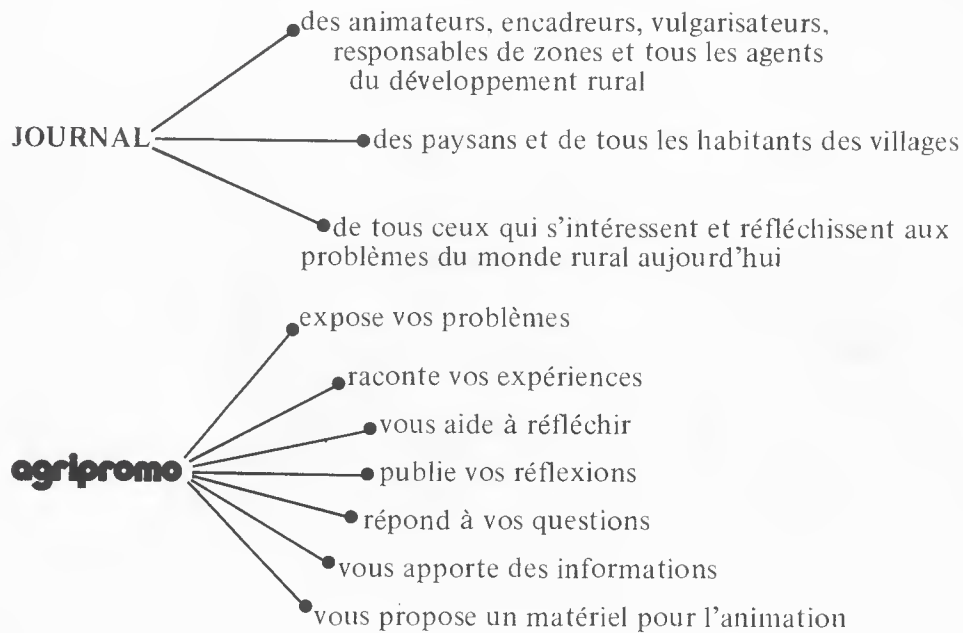 des animateurs, encadreurs, vulgarisateurs,
responsables de zones et tous les agents
du développement rural
JOURNAL
des paysans et de tous les habitants des villages
de tous ceux qui s'intéressent et réfléchissent aux
problèmes du monde rural aujourd'hui
expose vos problèmes
raconte vos expériences
vous aide à réfléchir
agripromo
publie vos réflexions
répond à vos questions
vous apporte des informations
vous propose un matériel pour l'animation